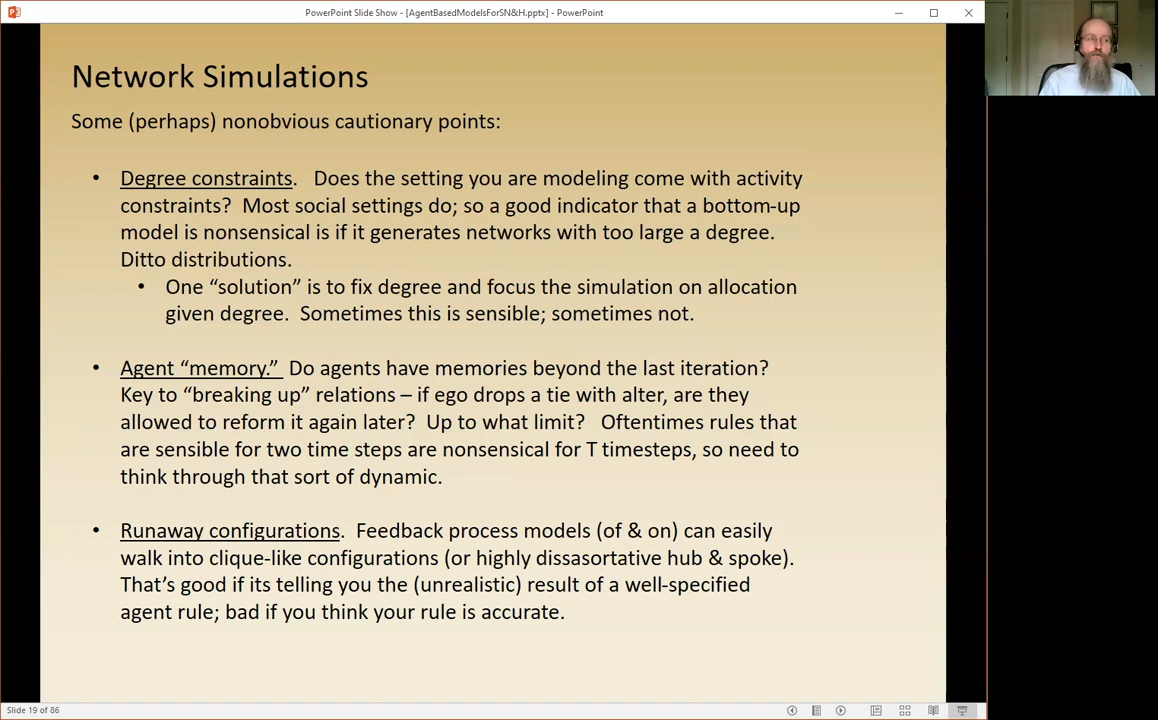 PowerPoint Slide Show - [AgentBasedModelsForSN&H.pptx] - PowerPoint
Network Simulations
Some (perhaps) nonobvious cautionary points:
• Degree constraints. Does the setting you are modeling come with activity
constraints? Most social settings do; so a good indicator that a bottom-up
model is nonsensical is if it generates networks with too large a degree.
Ditto distributions.
• One “solution” is to fix degree and focus the simulation on allocation
given degree. Sometimes this is sensible; sometimes not.
• Agent “memory.” Do agents have memories beyond the last iteration?
Key to “breaking up” relations – if ego drops a tie with alter, are they
allowed to reform it again later? Up to what limit? Oftentimes rules that
are sensible for two time steps are nonsensical for T timesteps, so need to
think through that sort of dynamic.
• Runaway configurations. Feedback process models (of & on) can easily
walk into clique-like configurations (or highly dissasortative hub & spoke).
That’s good if its telling you the (unrealistic) result of a well-specified
agent rule; bad if you think your rule is accurate.
Slide 19 of 86